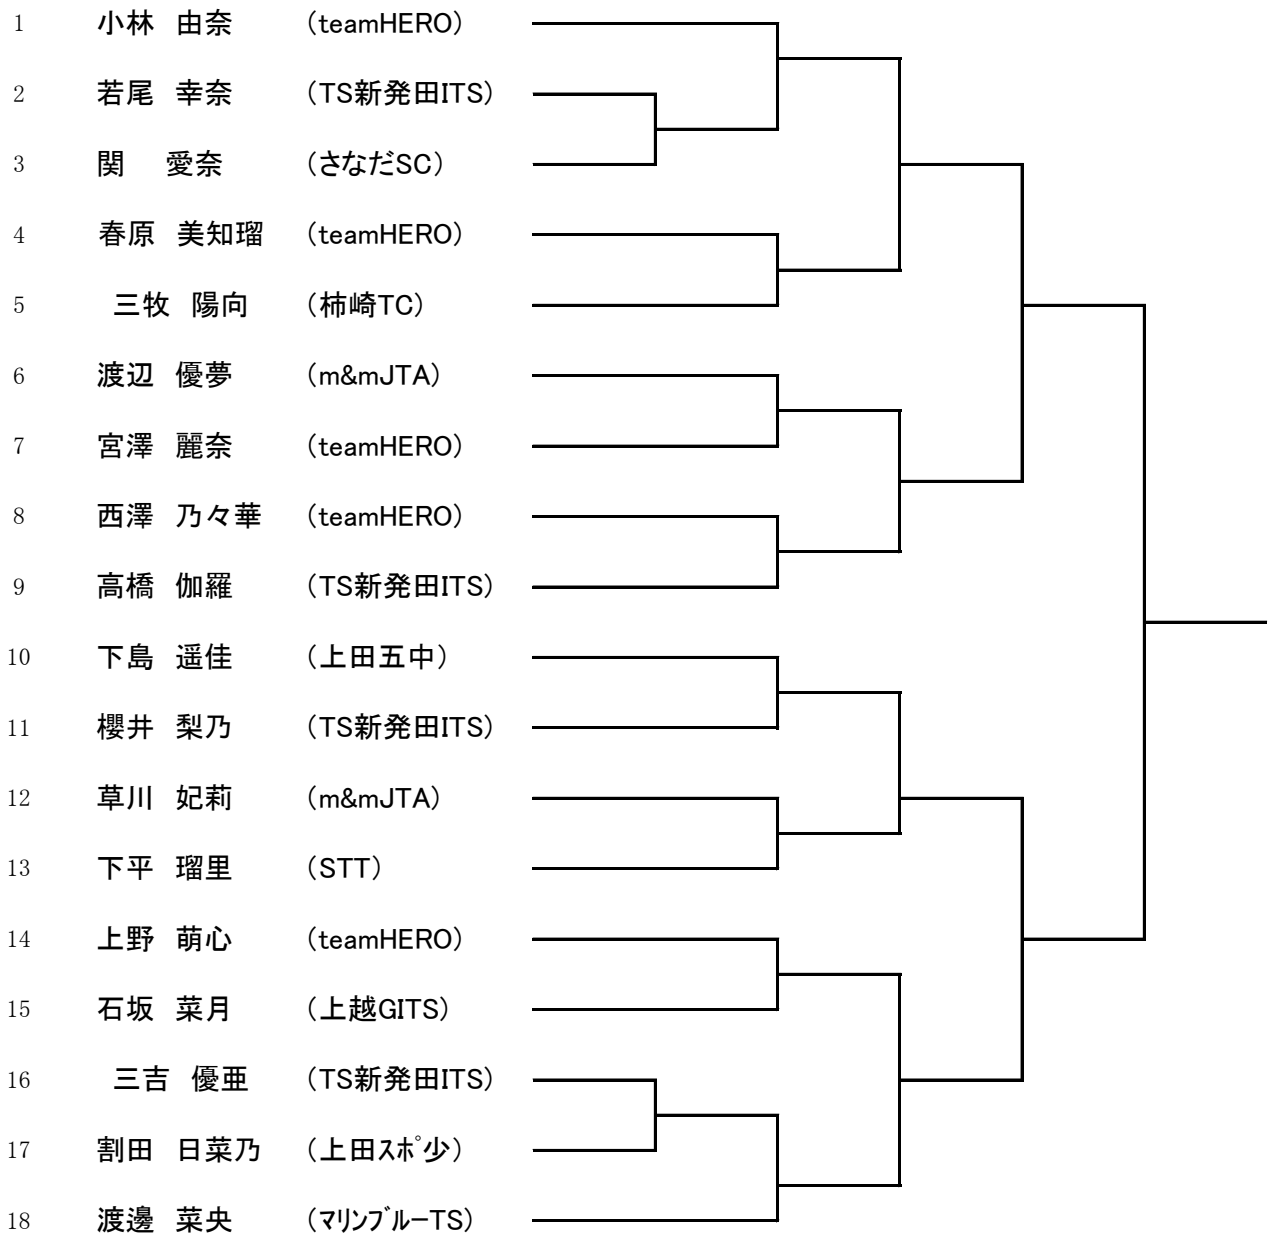 1 小林 由奈 (teamHERO)
2 若尾 幸奈 (TS新発田ITS)
3 関 愛奈 (さなだSC)
4 春原 美知瑠 (teamHERO)
5 三牧 陽向 (柿崎TC)
6 渡辺 優夢 (m&mJTA)
7 宮澤 麗奈 (teamHERO)
8 西澤 乃々華 (teamHERO)
9 高橋 伽羅 (TS新発田ITS)
10 下島 遥佳 (上田五中)
11 櫻井 梨乃 (TS新発田ITS)
12 草川 妃莉 (m&mJTA)
13 下平 瑠里 (STT)
14 上野 萌心 (teamHERO)
15 石坂 菜月 (上越GITS)
16 三吉 優亜 (TS新発田ITS)
17 割田 日菜乃 (上田ｽﾎﾟ少)
18 渡邊 菜央 (ﾏﾘﾝﾌﾞﾙｰTS)